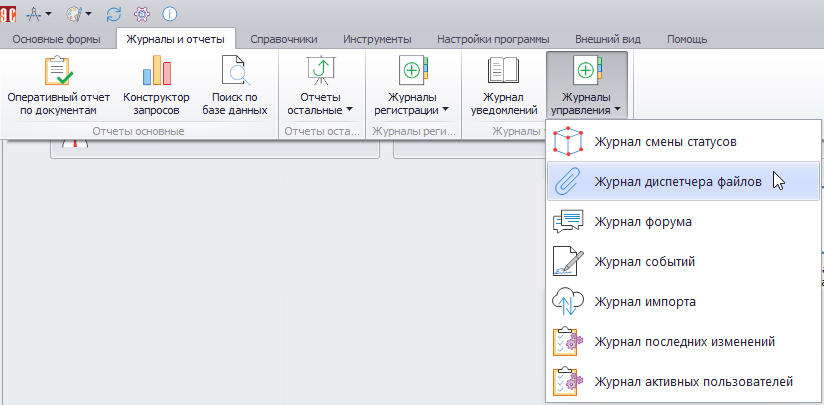 Основные формы Журналы и отчеты Справочники Инструменты Настройки программы Внешний вид Помощь
Оперативный отчет по документам
Конструктор запросов
Поиск по базе данных
Отчеты остальные
Журналы регистрации
Журнал уведомлений
Журналы управления
Отчеты основные Отчеты оста... Журналы реги... Журналы
Журнал смены статусов
Журнал диспетчера файлов
Журнал форума
Журнал событий
Журнал импорта
Журнал последних изменений
Журнал активных пользователей